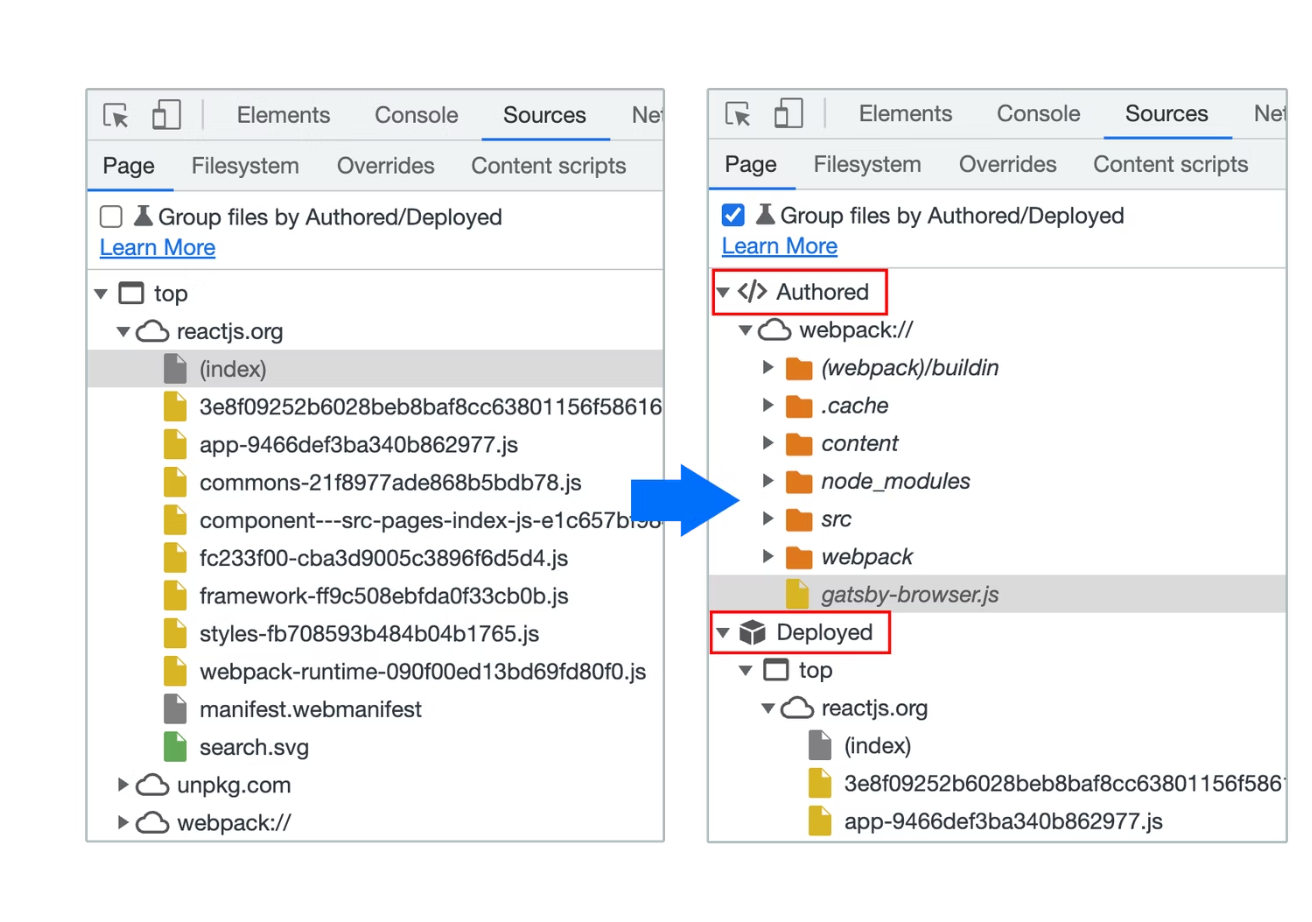 Elements Console Sources Net
Page Filesystem Overrides Content scripts
Group files by Authored/Deployed
Learn More
top
reactjs.org
(index)
3e8f09252b6028beb8baf8cc63801156f58616
app-9466def3ba340b862977.js
commons-21f8977ade868b5bdb78.js
component---src-pages-index-js-e1c657bf98
fc233f00-cba3d9005c3896f6d5d4.js
framework-ff9c508ebfda0f33cb0b.js
styles-fb708593b484b04b1765.js
webpack-runtime-090f00ed13bd69fd80f0.js
manifest.webmanifest
search.svg
unpkg.com
webpack://
Elements Console Sources Net
Page Filesystem Overrides Content scripts
Group files by Authored/Deployed
Learn More
</> Authored
webpack://
(webpack)/buildin
.cache
content
node_modules
src
webpack
gatsby-browser.js
Deployed
top
reactjs.org
(index)
3e8f09252b6028beb8baf8cc63801156f586
app-9466def3ba340b862977.js